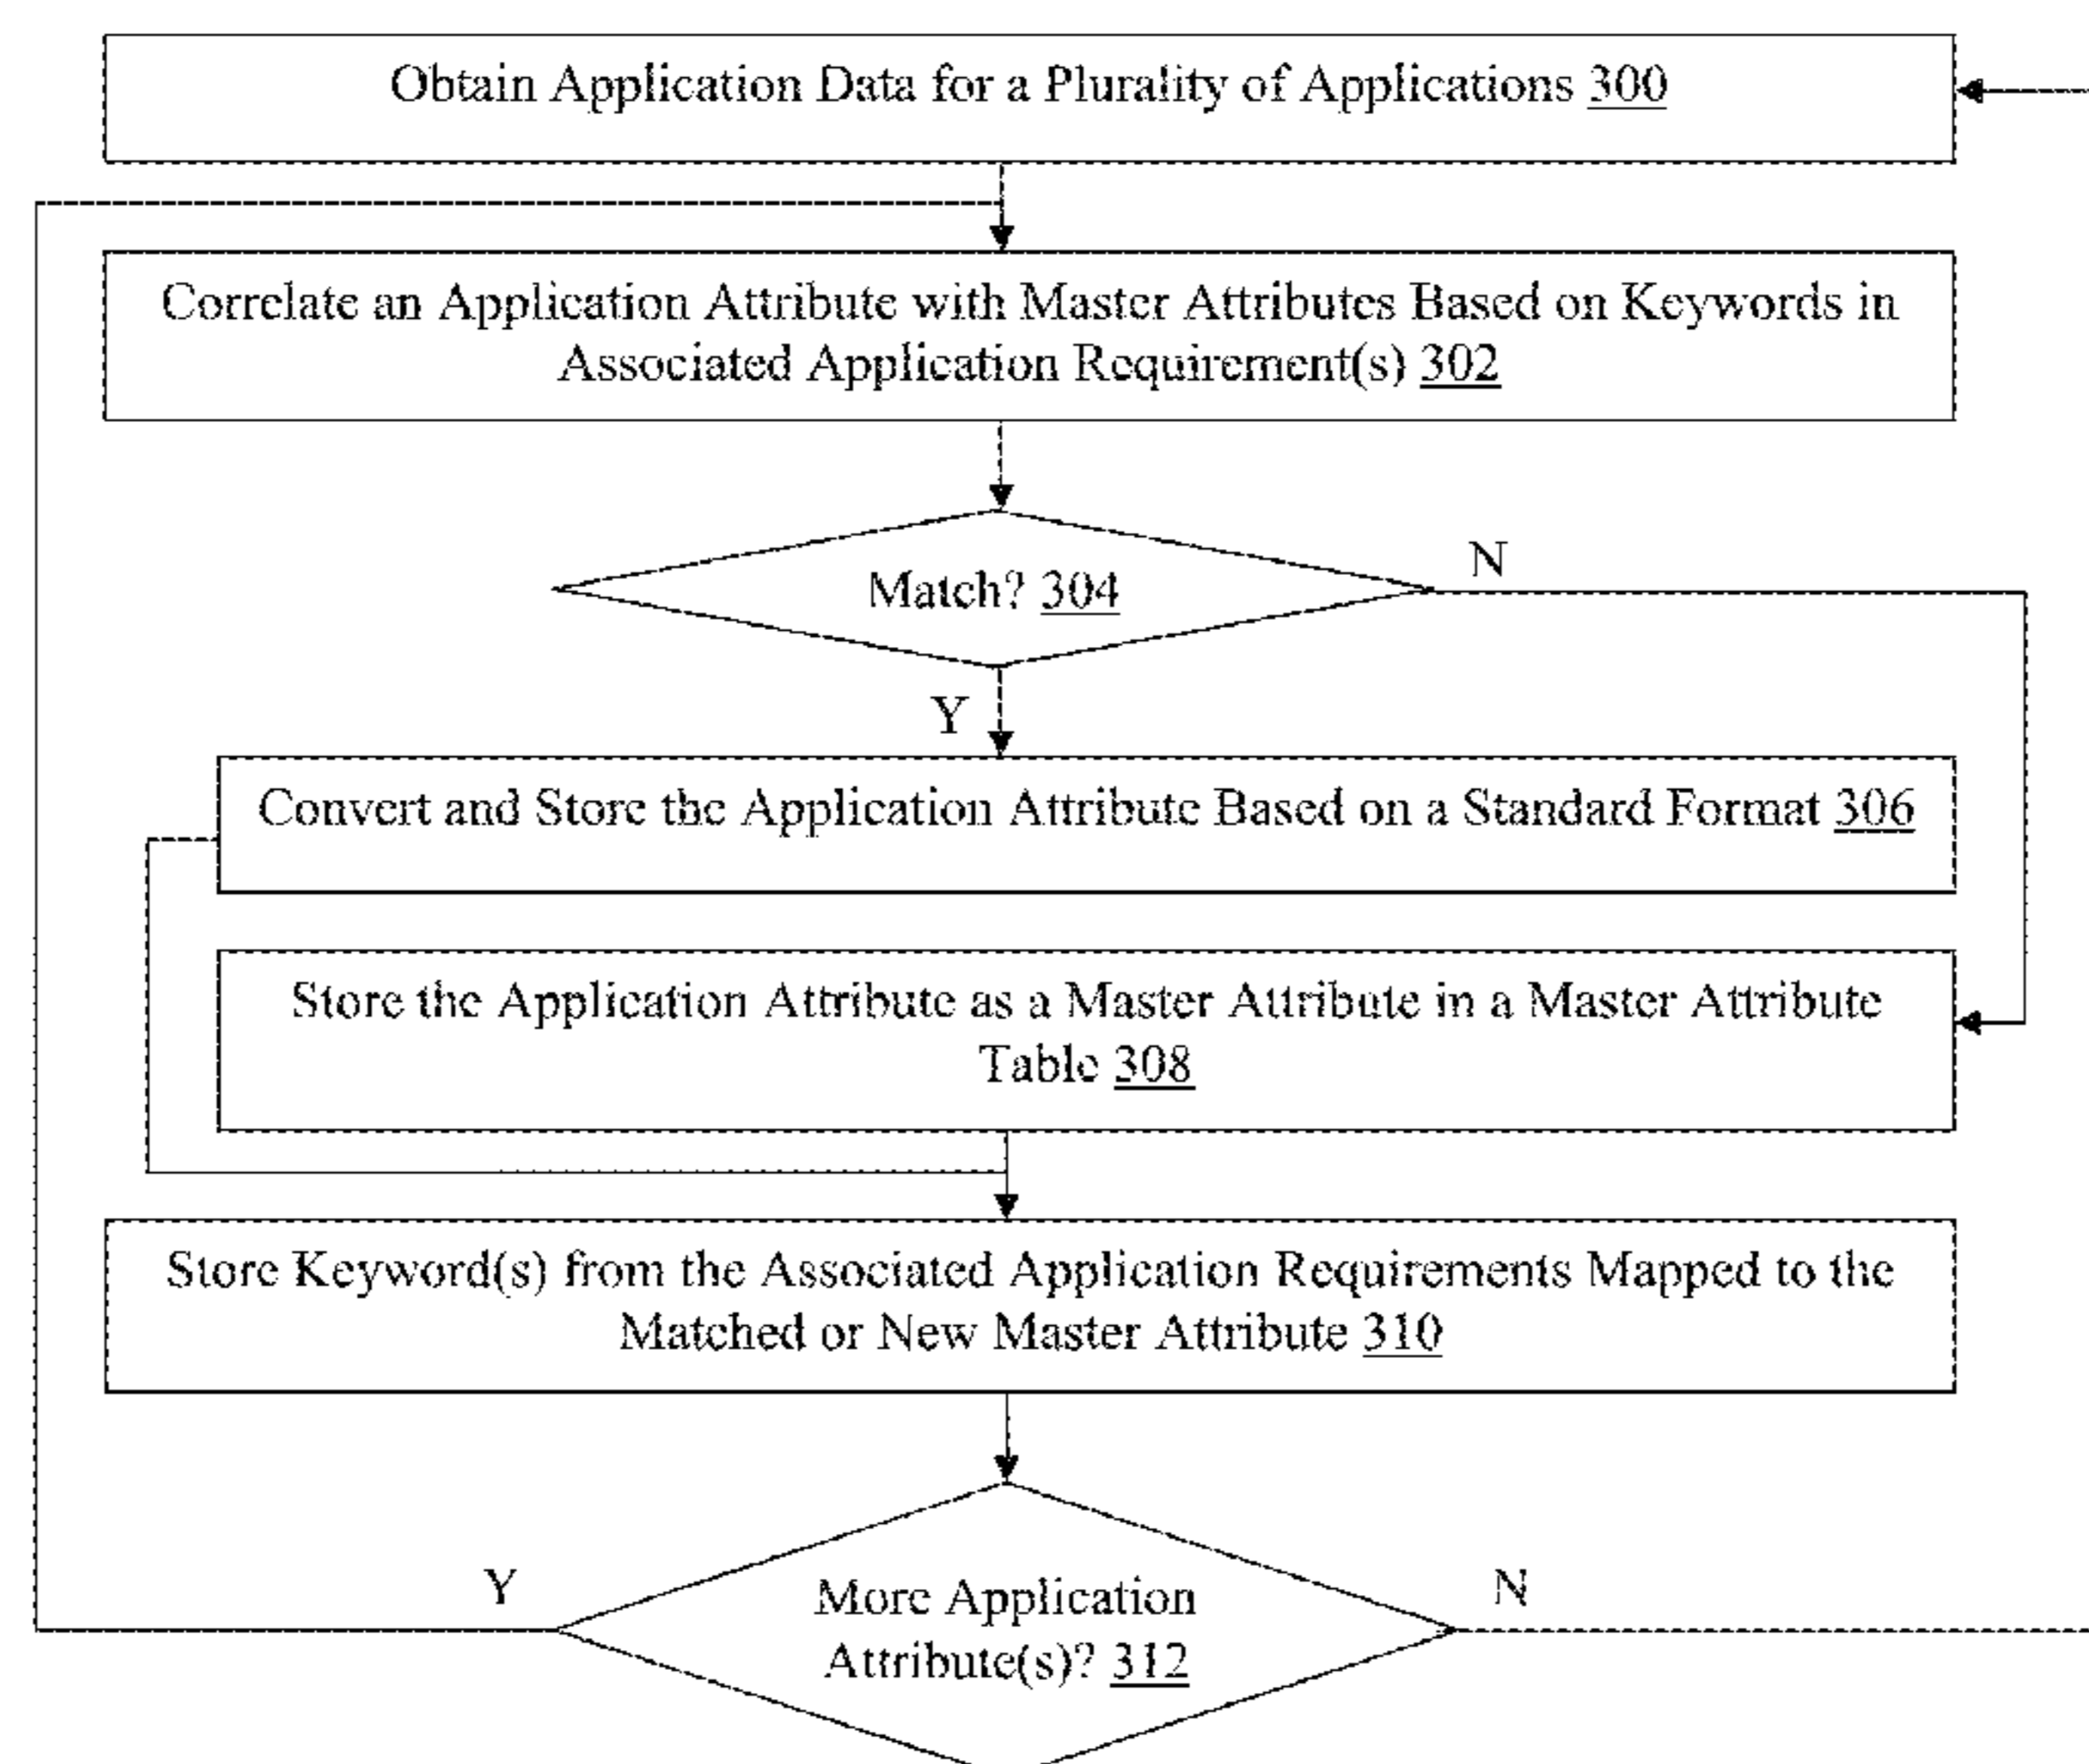 Obtain Application Data for a Plurality of Applications 300
Correlate an Application Attribute with Master Attributes Based on Keywords in
Associated Application Requirement(s) 302
Match? 304
N
Y
Convert and Store the Application Attribute Based on a Standard Format 306
Store the Application Attribute as a Master Attribute in a Master Attribute
Table 308
Store Keyword(s) from the Associated Application Requirements Mapped to the
Matched or New Master Attribute 310
Y
N
More Application
Attribute(s)? 312